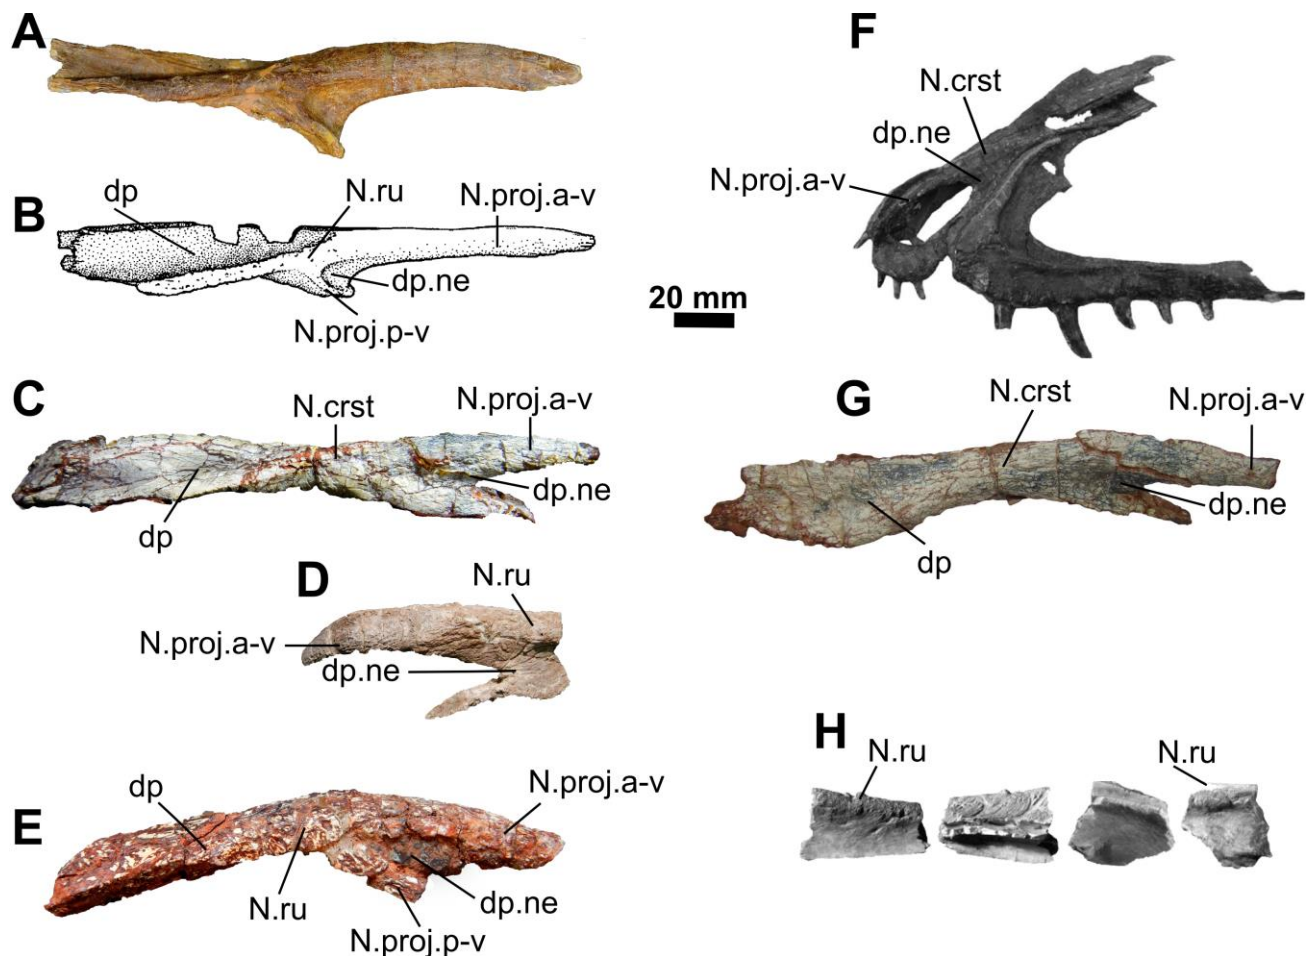 A
F
N.crst
dp.ne
N.proj.a-v
B
dp
N.ru
N.proj.a-v
dp.ne
N.proj.p-v
20 mm
C
N.crst
N.proj.a-v
dp.ne
dp
G
N.crst
N.proj.a-v
dp.ne
dp
D
N.ru
N.proj.a-v
dp.ne
H
N.ru
N.ru
E
dp
N.proj.a-v
N.ru
dp.ne
N.proj.p-v